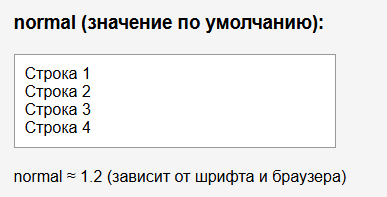 normal (значение по умолчанию):
Строка 1
Строка 2
Строка 3
Строка 4
normal ≈ 1.2 (зависит от шрифта и браузера)